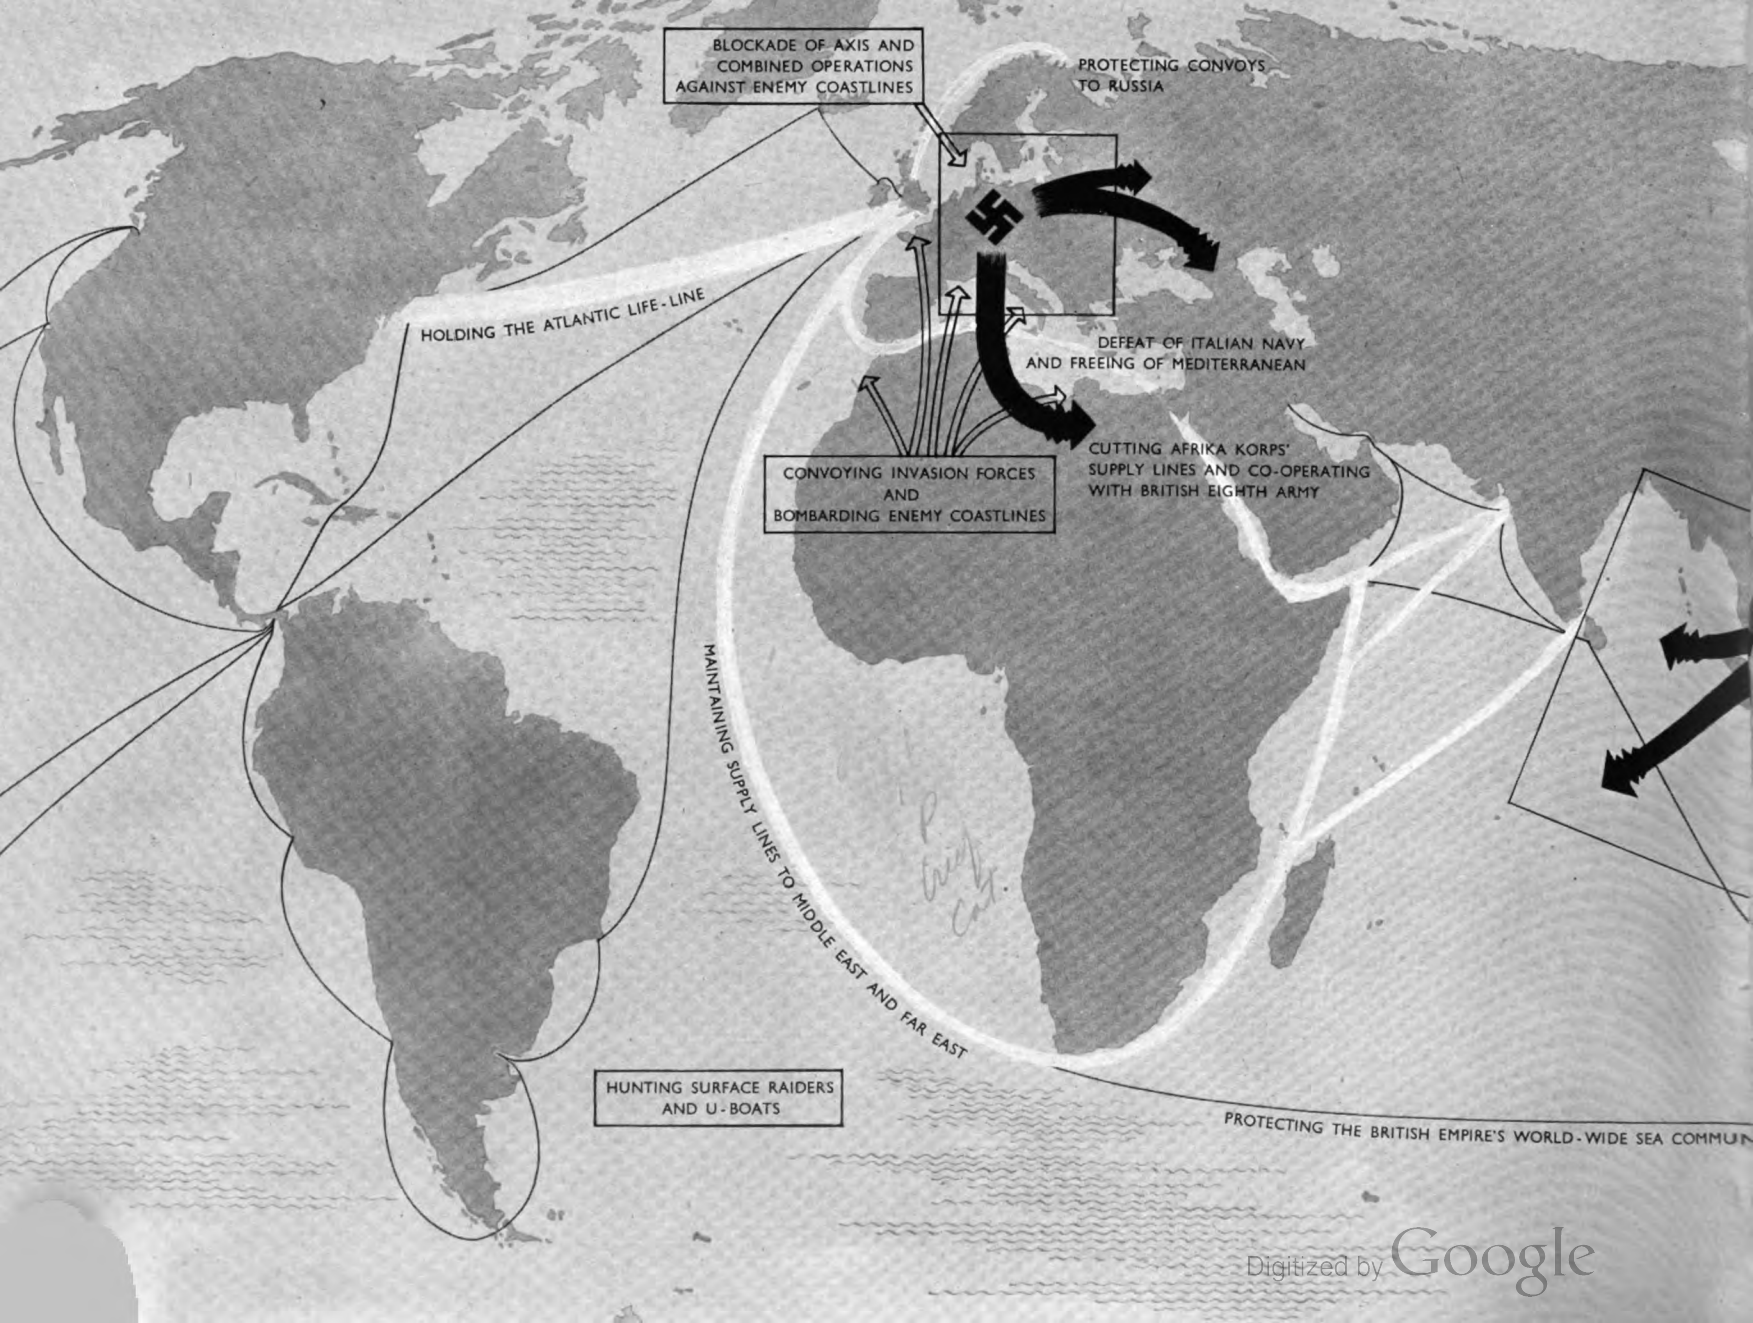 BLOCKADE OF AXIS AND
COMBINED OPERATIONS
AGAINST ENEMY COASTLINES
PROTECTING CONVOYS
TO RUSSIA
HOLDING THE ATLANTIC LIFE-LINE
DEFEAT OF ITALIAN NAVY
AND FREEING OF MEDITERRANEAN
CUTTING AFRIKA KORPS'
SUPPLY LINES AND CO-OPERATING
WITH BRITISH EIGHTH ARMY
CONVOYING INVASION FORCES
AND
BOMBARDING ENEMY COASTLINES
MAINTAINING SUPPLY LINES TO MIDDLE EAST AND FAR EAST
HUNTING SURFACE RAIDERS
AND U-BOATS
PROTECTING THE BRITISH EMPIRE'S WORLD-WIDE SEA COMMUN
Digitized by Google